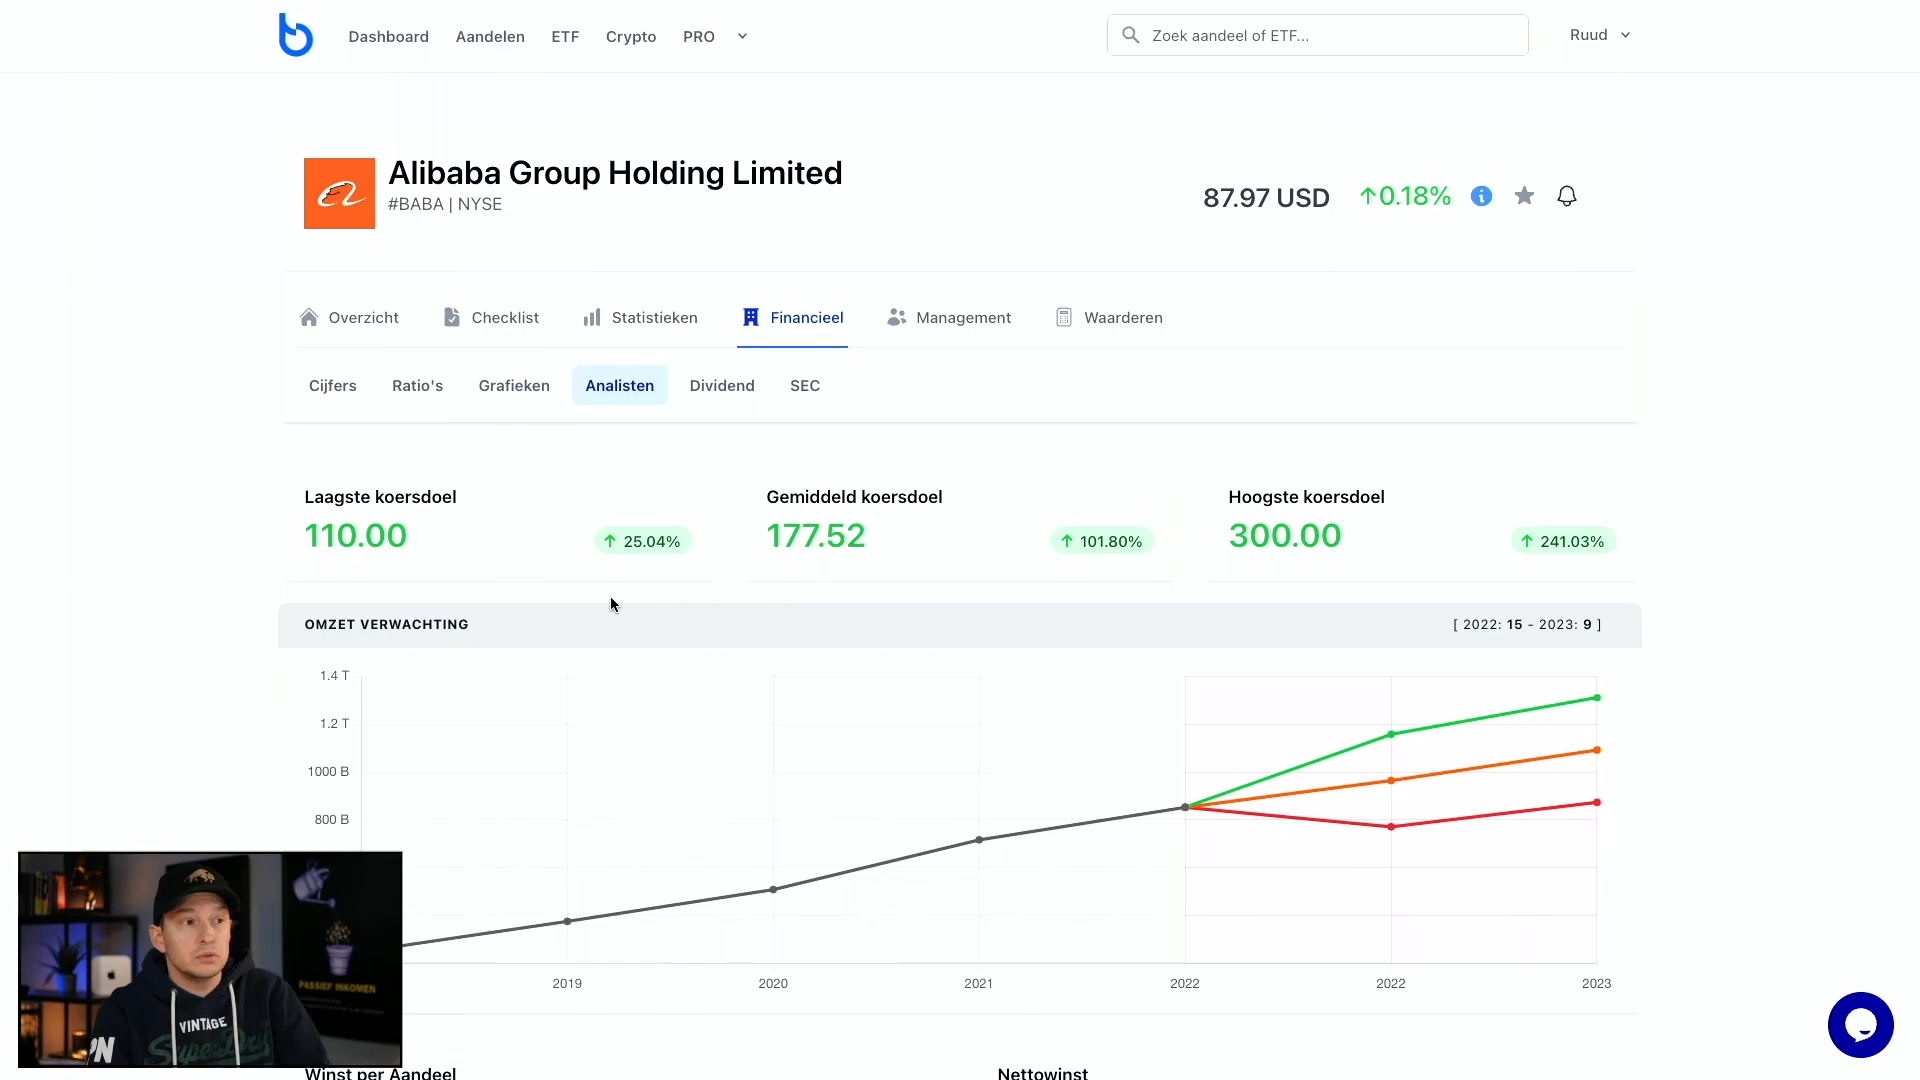 Dashboard
Aandelen
ETF
Crypto
PRO
Zoek aandeel of ETF...
Ruud
Alibaba Group Holding Limited
#BABA | NYSE
87.97 USD
↑0.18%
Overzicht
Checklist
Statistieken
Financieel
Management
Waarderen
Cijfers
Ratio's
Grafieken
Analisten
Dividend
SEC
Laagste koersdoel
110.00
↑ 25.04%
Gemiddeld koersdoel
177.52
↑ 101.80%
Hoogste koersdoel
300.00
↑ 241.03%
OMZET VERWACHTING
[ 2022: 15 - 2023: 9 ]
1.4 T
1.2 T
1000 B
800 B
2019
2020
2021
2022
2022
2023
PASSIEF INKOMEN
VINTAGE
SuperDry
PN
Winst per Aandeel
Nettowinst